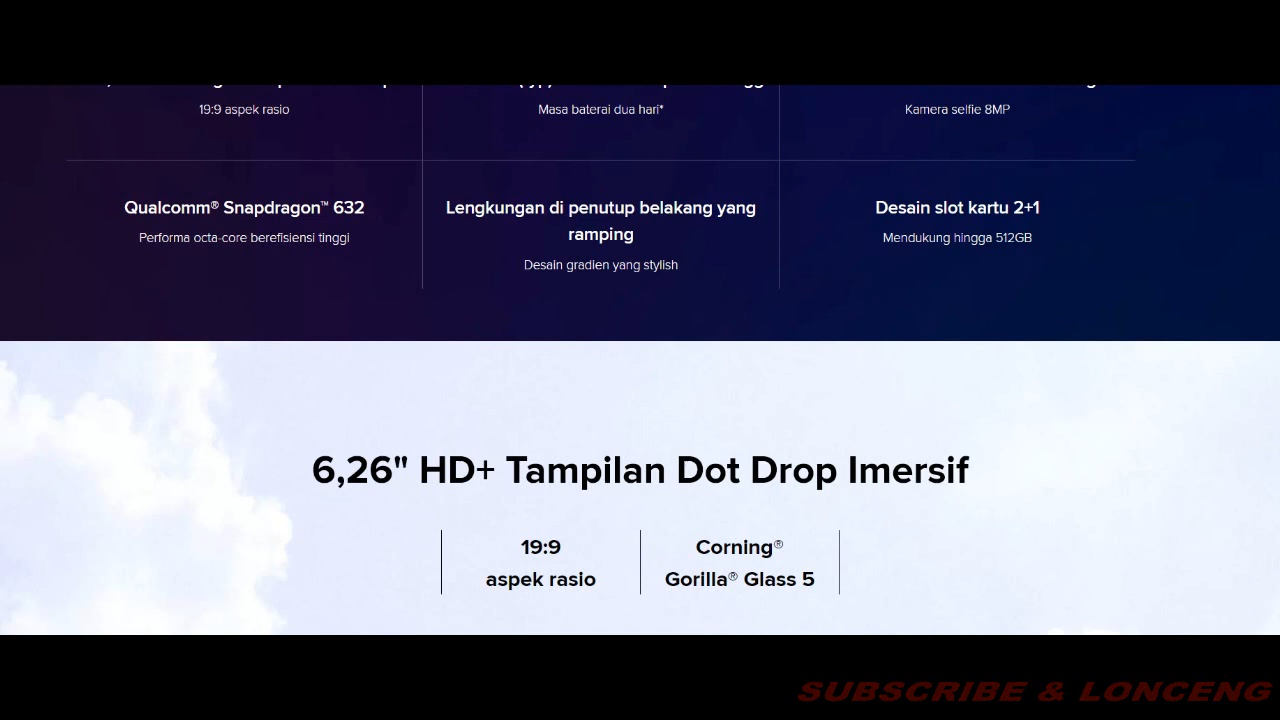 19:9 aspek rasio
Masa baterai dua hari*
Kamera selfie 8MP
Qualcomm® Snapdragon™ 632
Performa octa-core berefisiensi tinggi
Lengkungan di penutup belakang yang
ramping
Desain gradien yang stylish
Desain slot kartu 2+1
Mendukung hingga 512GB
6,26" HD+ Tampilan Dot Drop Imersif
19:9
aspek rasio
Corning®
Gorilla® Glass 5
SUBSCRIBE & LONCENG